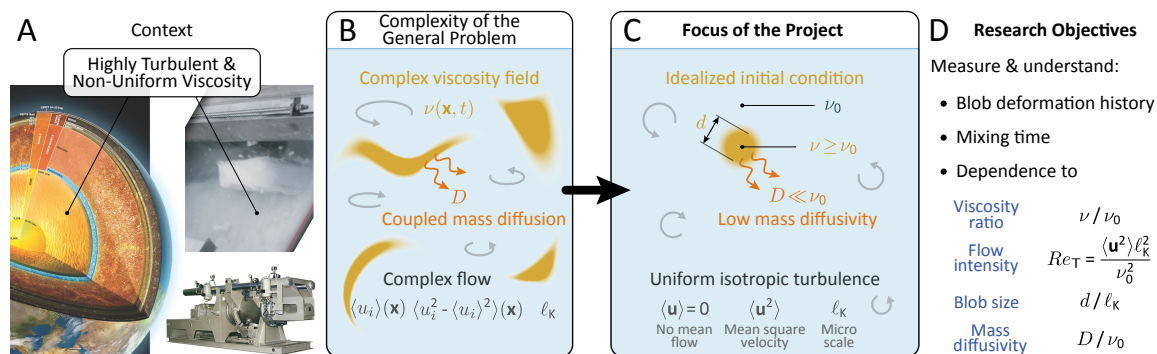 A
Context
Highly Turbulent &
Non-Uniform Viscosity
B
Complexity of the
General Problem
Complex viscosity field
ν(x, t)
D
Coupled mass diffusion
Complex flow
⟨u_i⟩(x) ⟨u_i^2 - ⟨u_i⟩^2⟩(x) ℓ_K
C
Focus of the Project
Idealized initial condition
ν_0
d
ν ≥ ν_0
D ≪ ν_0
Low mass diffusivity
Uniform isotropic turbulence
⟨u⟩ = 0 ⟨u^2⟩ ℓ_K
No mean Mean square Micro
flow velocity scale
D
Research Objectives
Measure & understand:
• Blob deformation history
• Mixing time
• Dependence to
Viscosity
ratio
ν / ν_0
Flow
intensity
Re_T = ⟨u^2⟩ℓ_K^2 / ν_0^2
Blob size
d / ℓ_K
Mass
diffusivity
D / ν_0